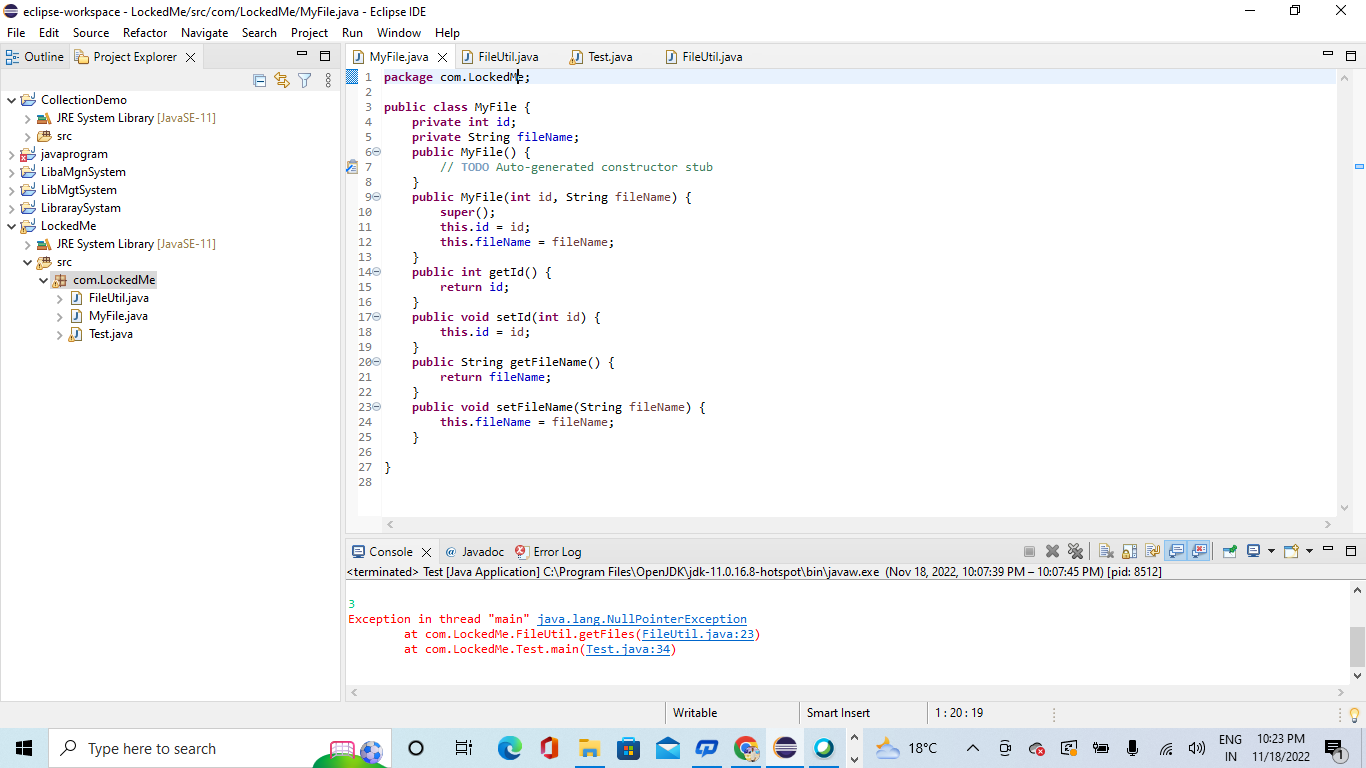 eclipse-workspace - LockedMe/src/com/LockedMe/MyFile.java - Eclipse IDE
File Edit Source Refactor Navigate Search Project Run Window Help
Outline Project Explorer
CollectionDemo
JRE System Library [JavaSE-11]
src
javaprogram
LibaMgnSystem
LibMgtSystem
LibraraySystam
LockedMe
JRE System Library [JavaSE-11]
src
com.LockedMe
FileUtil.java
MyFile.java
Test.java
MyFile.java FileUtil.java Test.java FileUtil.java
1 package com.LockedMe;
2
3 public class MyFile {
4 private int id;
5 private String fileName;
6 public MyFile() {
7 // TODO Auto-generated constructor stub
8 }
9 public MyFile(int id, String fileName) {
10 super();
11 this.id = id;
12 this.fileName = fileName;
13 }
14 public int getId() {
15 return id;
16 }
17 public void setId(int id) {
18 this.id = id;
19 }
20 public String getFileName() {
21 return fileName;
22 }
23 public void setFileName(String fileName) {
24 this.fileName = fileName;
25 }
26
27 }
28
Console Javadoc Error Log
<terminated> Test [Java Application] C:\Program Files\OpenJDK\jdk-11.0.16.8-hotspot\bin\javaw.exe (Nov 18, 2022, 10:07:39 PM – 10:07:45 PM) [pid: 8512]
3
Exception in thread "main" java.lang.NullPointerException
at com.LockedMe.FileUtil.getFiles(FileUtil.java:23)
at com.LockedMe.Test.main(Test.java:34)
Writable Smart Insert 1 : 20 : 19
Type here to search 18°C ENG IN 10:23 PM 11/18/2022 1